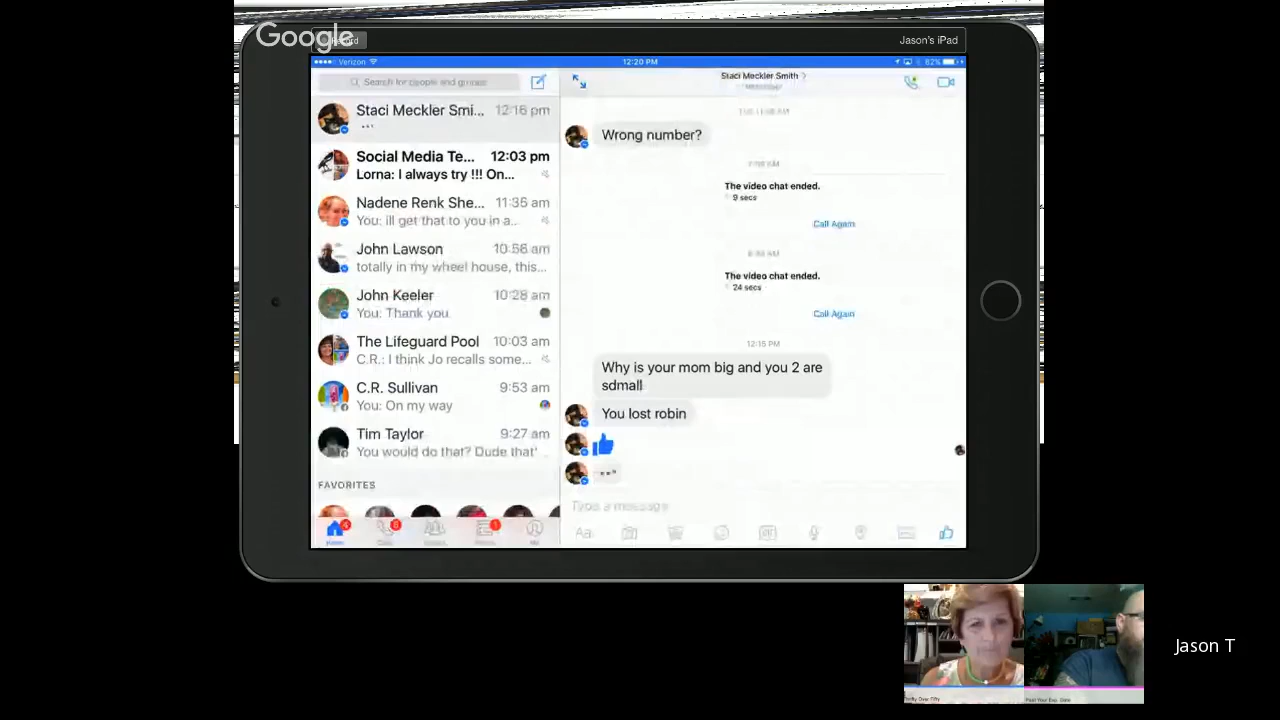 Google
Jason's iPad
Verizon
12:20 PM
82%
Search for people and groups
Staci Meckler Smi... 12:16 pm
Social Media Te... 12:03 pm
Lorna: I always try !!! On...
Nadene Renk She... 11:35 am
You: ill get that to you in a..
John Lawson 10:56 am
totally in my wheel house, this...
John Keeler 10:28 am
You: Thank you
The Lifeguard Pool 10:03 am
C.R.: I think Jo recalls some...
C.R. Sullivan 9:53 am
You: On my way
Tim Taylor 9:27 am
You would do that? Dude that'
FAVORITES
Home
Staci Meckler Smith >
Wrong number?
The video chat ended.
9 secs
Call Again
The video chat ended.
24 secs
Call Again
12:15 PM
Why is your mom big and you 2 are
sdmall
You lost robin
Type a message
Aa
GIF
Jason T